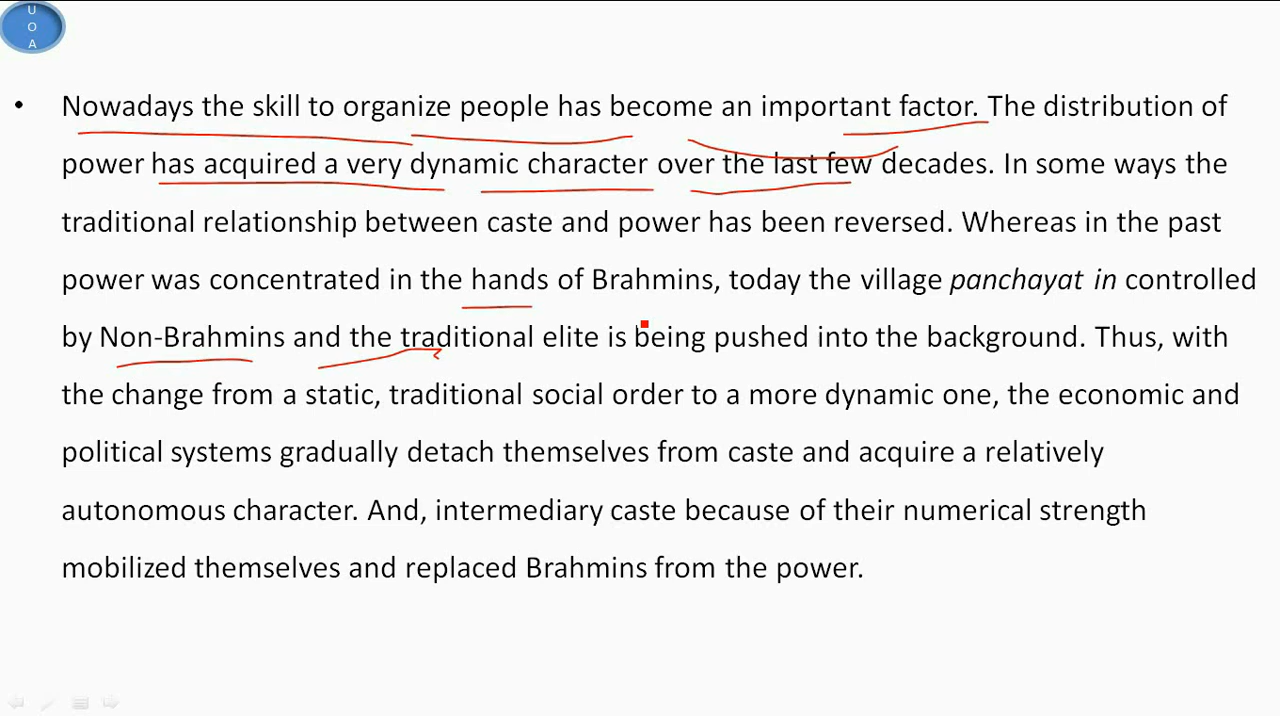 U
O
A
• Nowadays the skill to organize people has become an important factor. The distribution of
power has acquired a very dynamic character over the last few decades. In some ways the
traditional relationship between caste and power has been reversed. Whereas in the past
power was concentrated in the hands of Brahmins, today the village panchayat in controlled
by Non-Brahmins and the traditional elite is being pushed into the background. Thus, with
the change from a static, traditional social order to a more dynamic one, the economic and
political systems gradually detach themselves from caste and acquire a relatively
autonomous character. And, intermediary caste because of their numerical strength
mobilized themselves and replaced Brahmins from the power.